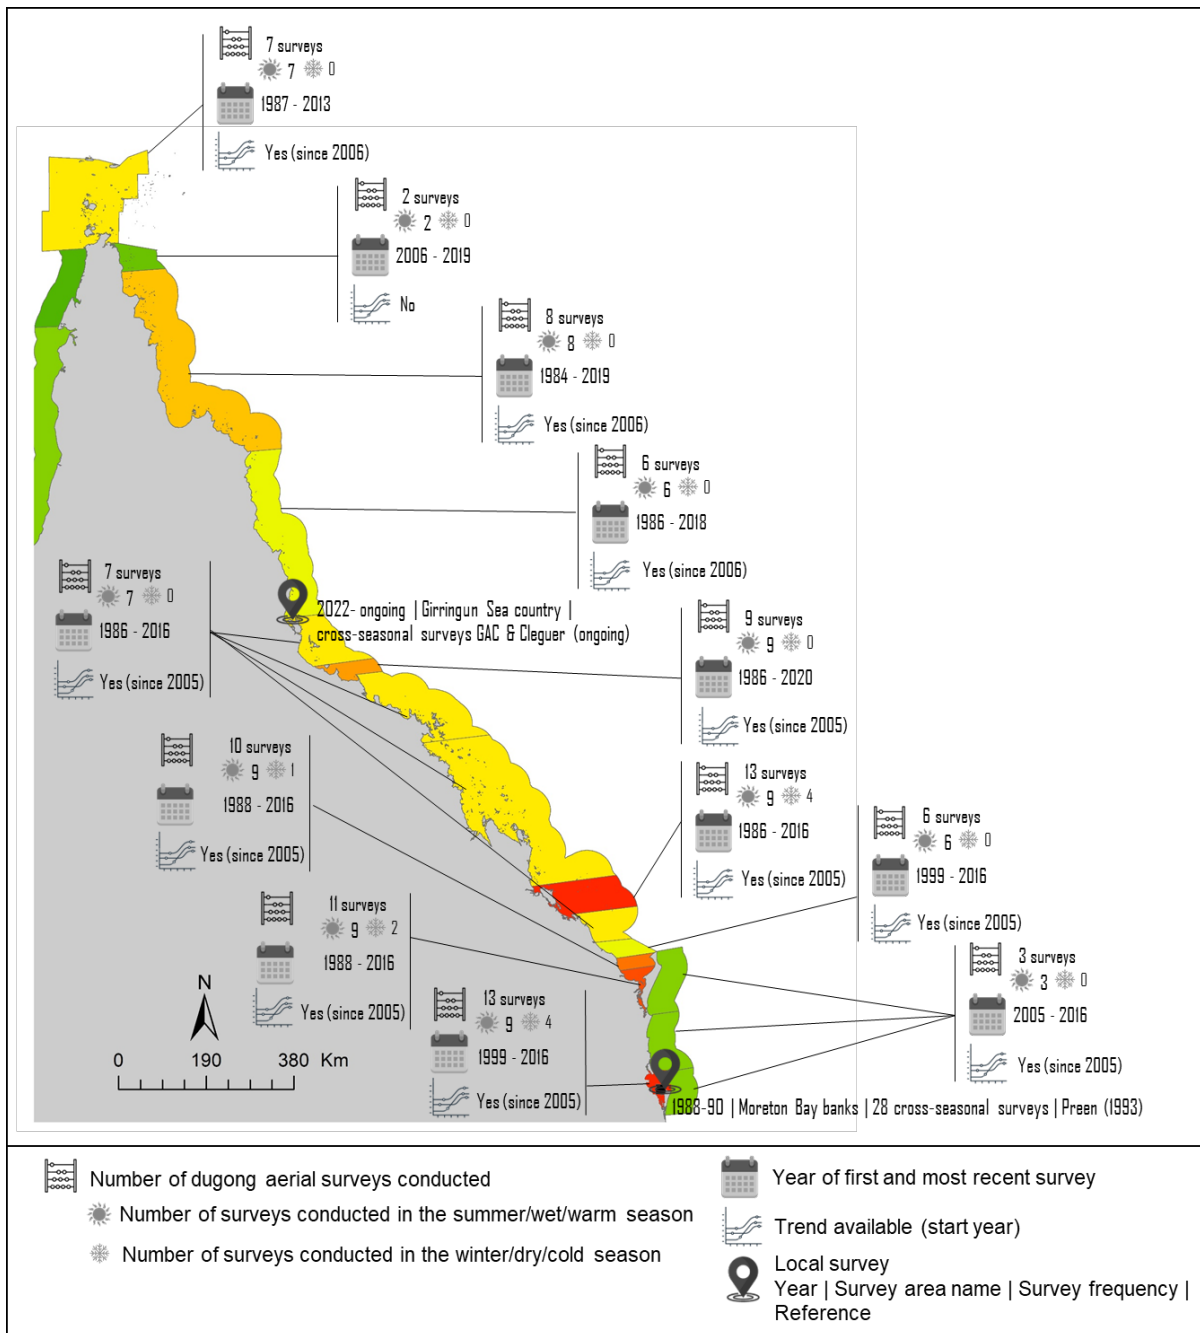 7 surveys
7 0
1987 - 2013
Yes (since 2006)
2 surveys
2 0
2006 - 2019
No
8 surveys
8 0
1984 - 2019
Yes (since 2006)
6 surveys
6 0
1986 - 2018
Yes (since 2006)
7 surveys
7 0
1986 - 2016
Yes (since 2005)
2022- ongoing | Girringun Sea country |
cross-seasonal surveys GAC & Cleguer (ongoing)
9 surveys
9 0
1986 - 2020
Yes (since 2005)
10 surveys
9 1
1988 - 2016
Yes (since 2005)
13 surveys
9 4
1986 - 2016
Yes (since 2005)
6 surveys
6 0
1999 - 2016
Yes (since 2005)
11 surveys
9 2
1988 - 2016
Yes (since 2005)
3 surveys
3 0
2005 - 2016
Yes (since 2005)
13 surveys
9 4
1999 - 2016
Yes (since 2005)
N
0 190 380 Km
1988-90 | Moreton Bay banks | 28 cross-seasonal surveys | Preen (1993)
Number of dugong aerial surveys conducted
Number of surveys conducted in the summer/wet/warm season
Number of surveys conducted in the winter/dry/cold season
Year of first and most recent survey
Trend available (start year)
Local survey
Year | Survey area name | Survey frequency |
Reference